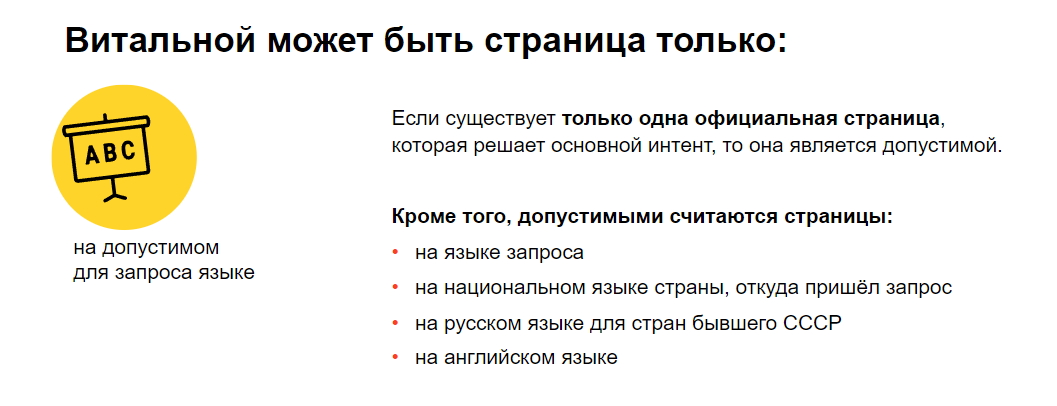 Витальной может быть страница только:
ABC
на допустимом
для запроса языке
Если существует только одна официальная страница,
которая решает основной интент, то она является допустимой.
Кроме того, допустимыми считаются страницы:
• на языке запроса
• на национальном языке страны, откуда пришёл запрос
• на русском языке для стран бывшего СССР
• на английском языке